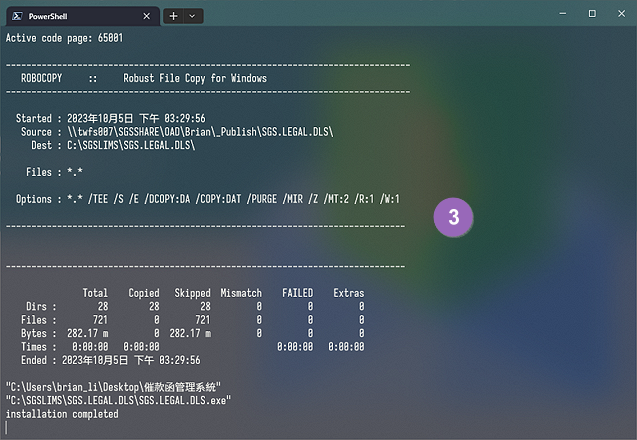 PowerShell
Active code page: 65001
-------------------------------------------------------------------------------
ROBOCOPY     ::     Robust File Copy for Windows
-------------------------------------------------------------------------------
Started : 2023年10月5日 下午 03:29:56
Source : \\twfs007\SGSSHARE\OAD\Brian\_Publish\SGS.LEGAL.DLS\
Dest : C:\SGSLIMS\SGS.LEGAL.DLS\
Files : *.*
Options : *.* /TEE /S /E /DCOPY:DA /COPY:DAT /PURGE /MIR /Z /MT:2 /R:1 /W:1
3
------------------------------------------------------------------------------
------------------------------------------------------------------------------
Total    Copied   Skipped  Mismatch    FAILED    Extras
Dirs :        28        28        28         0         0         0
Files :       721         0       721         0         0         0
Bytes :  282.17 m         0  282.17 m         0         0         0
Times :   0:00:00   0:00:00                       0:00:00   0:00:00
Ended : 2023年10月5日 下午 03:29:56
"C:\Users\brian_li\Desktop\催款函管理系統"
"C:\SGSLIMS\SGS.LEGAL.DLS\SGS.LEGAL.DLS.exe"
installation completed